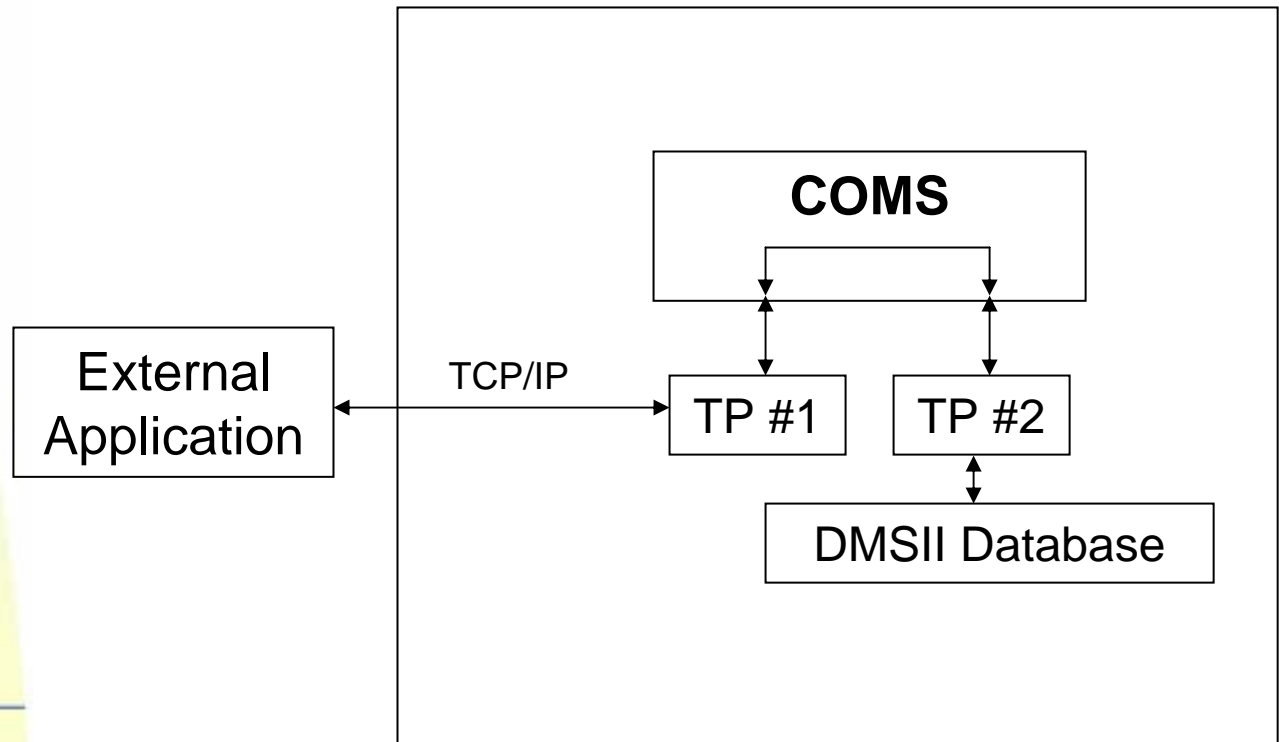 COMS
External
Application
TCP/IP
TP #1
TP #2
DMSII Database